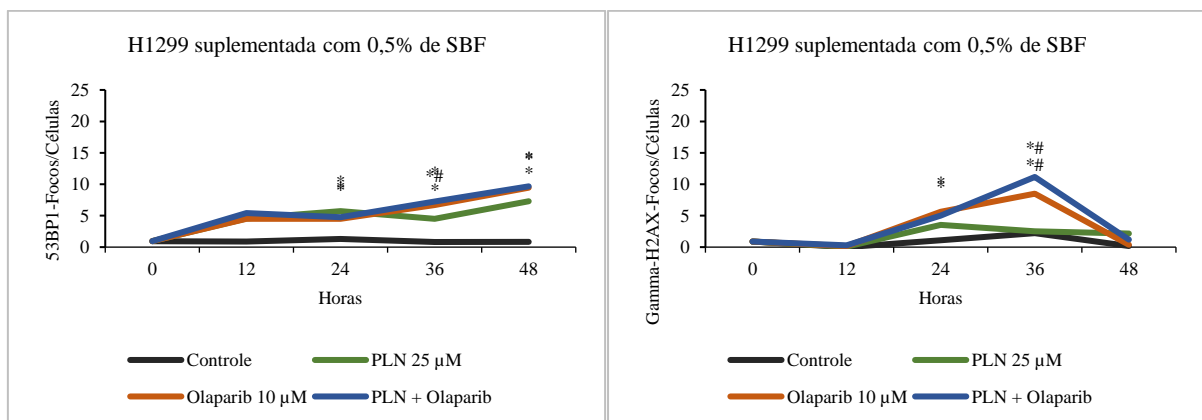 H1299 suplementada com 0,5% de SBF
53BP1-Focos/Células
25
20
15
10
5
0
*
*
*
*
*#
*
*
*
0 12 24 36 48
Horas
Controle PLN 25 µM
Olaparib 10 µM PLN + Olaparib
H1299 suplementada com 0,5% de SBF
Gamma-H2AX-Focos/Células
25
20
15
10
5
0
*
*
*#
*#
0 12 24 36 48
Horas
Controle PLN 25 µM
Olaparib 10 µM PLN + Olaparib